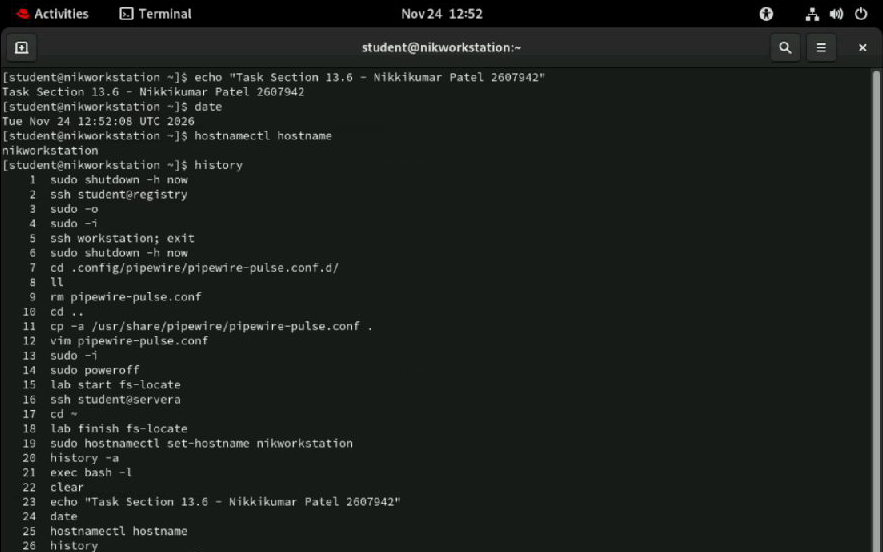 Activities Terminal Nov 24 12:52
student@nikworkstation:~
[student@nikworkstation ~]$ echo "Task Section 13.6 - Nikkikumar Patel 2607942"
Task Section 13.6 - Nikkikumar Patel 2607942
[student@nikworkstation ~]$ date
Tue Nov 24 12:52:08 UTC 2026
[student@nikworkstation ~]$ hostnamectl hostname
nikworkstation
[student@nikworkstation ~]$ history
1 sudo shutdown -h now
2 ssh student@registry
3 sudo -o
4 sudo -i
5 ssh workstation; exit
6 sudo shutdown -h now
7 cd .config/pipewire/pipewire-pulse.conf.d/
8 ll
9 rm pipewire-pulse.conf
10 cd ..
11 cp -a /usr/share/pipewire/pipewire-pulse.conf .
12 vim pipewire-pulse.conf
13 sudo -i
14 sudo poweroff
15 lab start fs-locate
16 ssh student@servera
17 cd ~
18 lab finish fs-locate
19 sudo hostnamectl set-hostname nikworkstation
20 history -a
21 exec bash -l
22 clear
23 echo "Task Section 13.6 - Nikkikumar Patel 2607942"
24 date
25 hostnamectl hostname
26 history